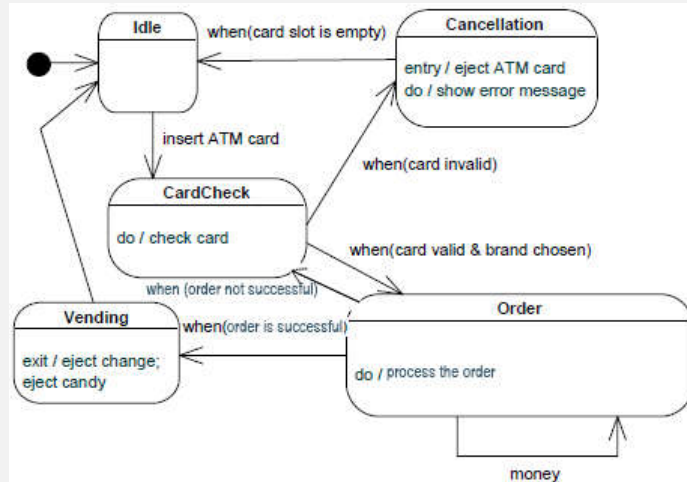 Idle
when(card slot is empty)
Cancellation
entry / eject ATM card
do / show error message
insert ATM card
when(card invalid)
CardCheck
do / check card
when(card valid & brand chosen)
when (order not successful)
Order
Vending
when(order is successful)
exit / eject change;
eject candy
do / process the order
money